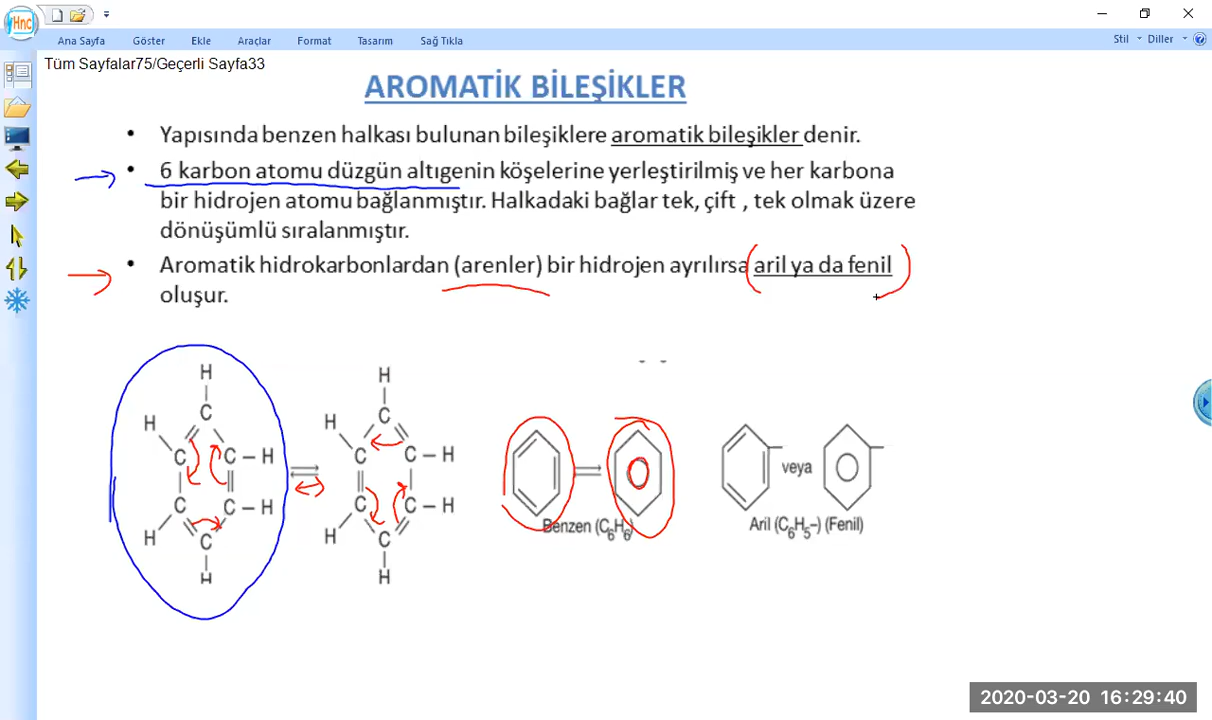 Hnc
Ana Sayfa Göster Ekle Araçlar Format Tasarım Sağ Tıkla Stil Diller
Tüm Sayfalar75/Geçerli Sayfa33
AROMATİK BİLEŞİKLER
• Yapısında benzen halkası bulunan bileşiklere aromatik bileşikler denir.
• 6 karbon atomu düzgün altıgenin köşelerine yerleştirilmiş ve her karbona
bir hidrojen atomu bağlanmıştır. Halkadaki bağlar tek, çift , tek olmak üzere
dönüşümlü sıralanmıştır.
• Aromatik hidrokarbonlardan (arenler) bir hidrojen ayrılırsa aril ya da fenil
oluşur.
H H
H C H C
C C – H C C – H
veya
C C – H C C – H
Benzen (C6H6) Aril (C6H5–) (Fenil)
H C H C
H H
2020-03-20 16:29:40